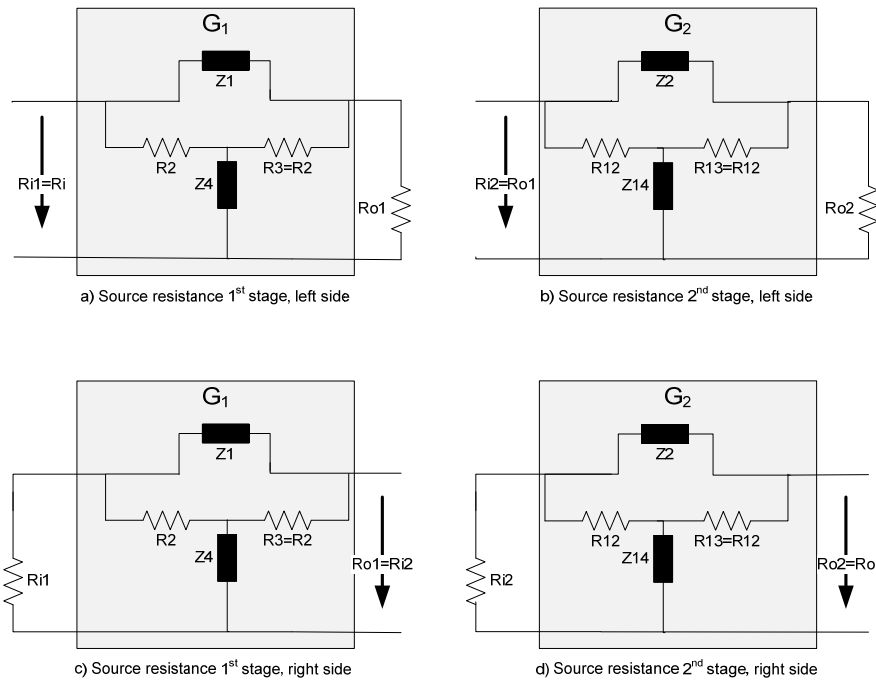 G1
Z1
R2
R3=R2
Z4
Ri1=Ri
Ro1
a) Source resistance 1st stage, left side
G2
Z2
R12
R13=R12
Z14
Ri2=Ro1
Ro2
b) Source resistance 2nd stage, left side
G1
Z1
R2
R3=R2
Z4
Ri1
Ro1=Ri2
c) Source resistance 1st stage, right side
G2
Z2
R12
R13=R12
Z14
Ri2
Ro2=Ro
d) Source resistance 2nd stage, right side